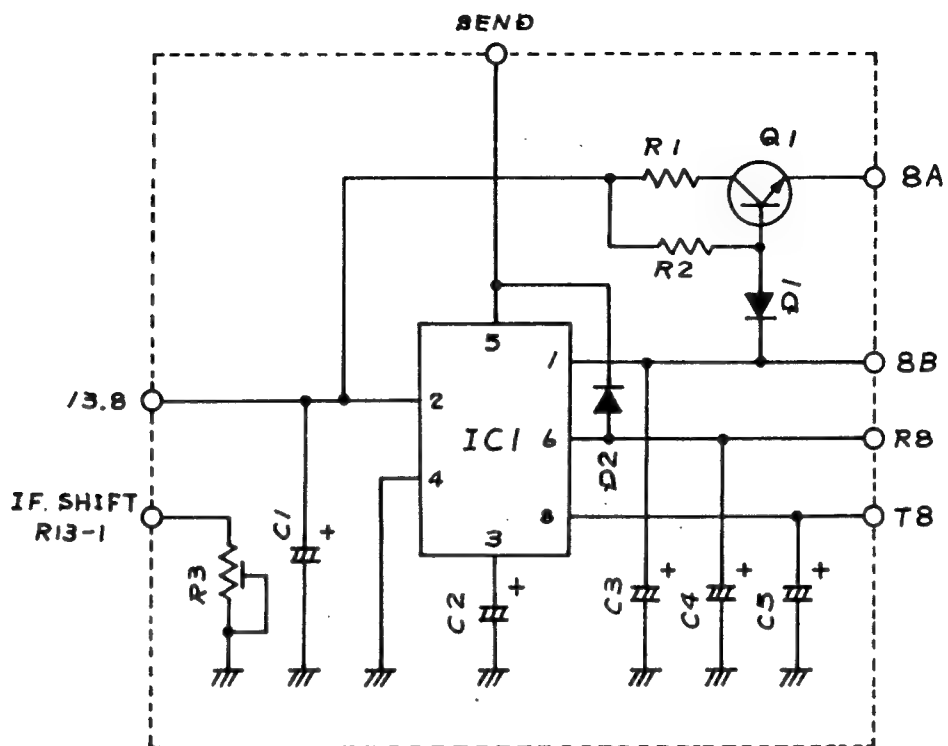 SEND
Q1
R1
8A
R2
D1
5
1
8B
13.8
2
IC1
6
R8
D2
4
IF. SHIFT
R13-1
8
T8
3
C1
+
R3
C2
+
C3
+
C4
+
C5
+